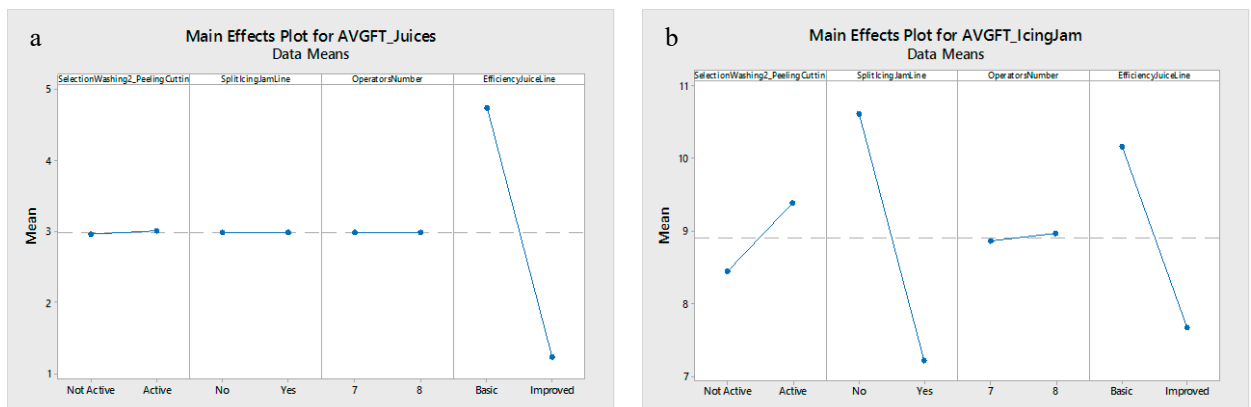 a
Main Effects Plot for AVGFT_Juices
Data Means
SelectionWashing2_PeelingCuttin SplitIcingJamLine OperatorsNumber EfficiencyJuiceLine
5
4
3
2
1
Mean
Not Active Active No Yes 7 8 Basic Improved
b
Main Effects Plot for AVGFT_IcingJam
Data Means
SelectionWashing2_PeelingCuttin SplitIcingJamLine OperatorsNumber EfficiencyJuiceLine
11
10
9
8
7
Mean
Not Active Active No Yes 7 8 Basic Improved